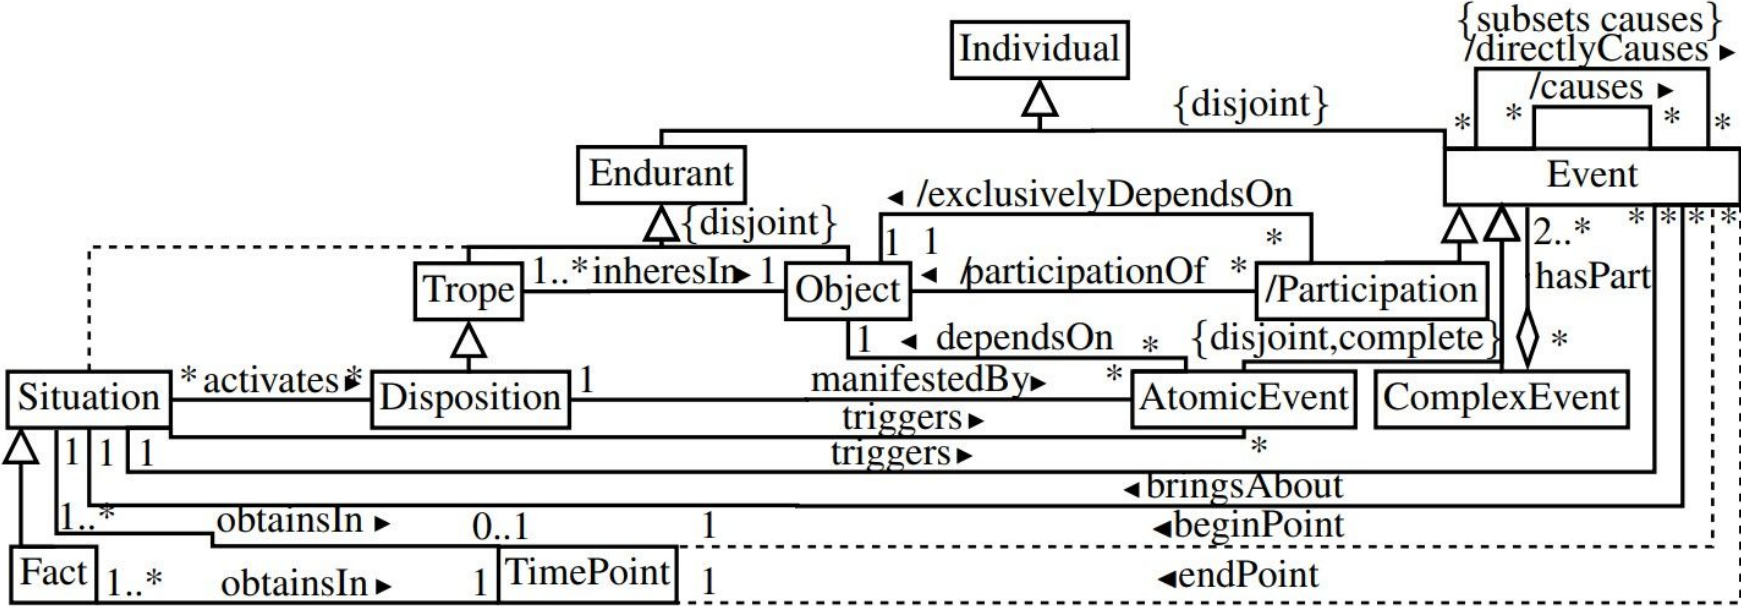 {subsets causes}
/directlyCauses ►
Individual
/causes ►
{disjoint}
* * * *
Endurant
Event
◄ /exclusivelyDependsOn
{disjoint}
1 1 *
* * * *
2..*
1..* inheresIn► 1
◄ /participationOf *
hasPart
Trope
Object
/Participation
1 ◄ dependsOn *
{disjoint,complete}
*
* activates► *
1 manifestedBy► *
Situation
Disposition
AtomicEvent
ComplexEvent
triggers►
1 1 1
triggers►
*
◄bringsAbout
1..* obtainsIn ► 0..1
1 ◄beginPoint
Fact
TimePoint
1..* obtainsIn► 1
1 ◄endPoint